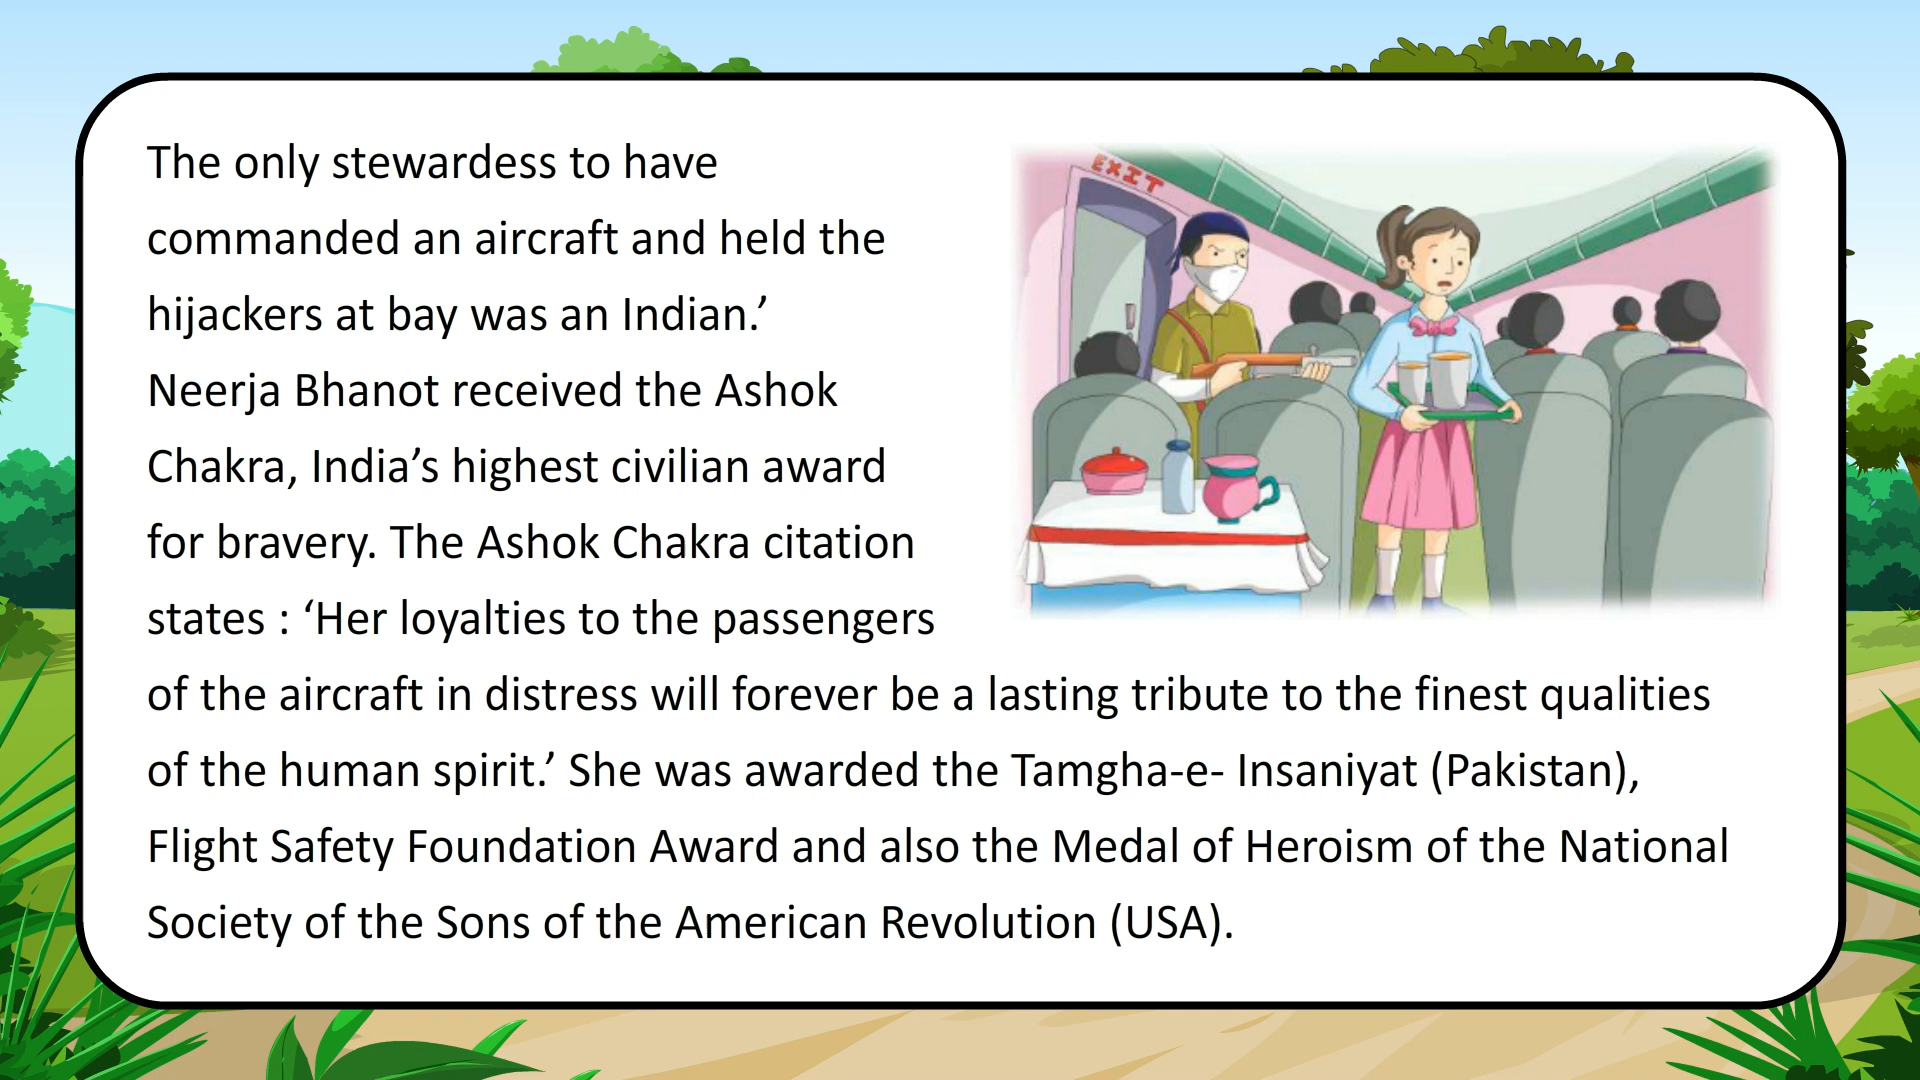 EXIT
The only stewardess to have
commanded an aircraft and held the
hijackers at bay was an Indian.’
Neerja Bhanot received the Ashok
Chakra, India’s highest civilian award
for bravery. The Ashok Chakra citation
states : ‘Her loyalties to the passengers
of the aircraft in distress will forever be a lasting tribute to the finest qualities
of the human spirit.’ She was awarded the Tamgha-e- Insaniyat (Pakistan),
Flight Safety Foundation Award and also the Medal of Heroism of the National
Society of the Sons of the American Revolution (USA).